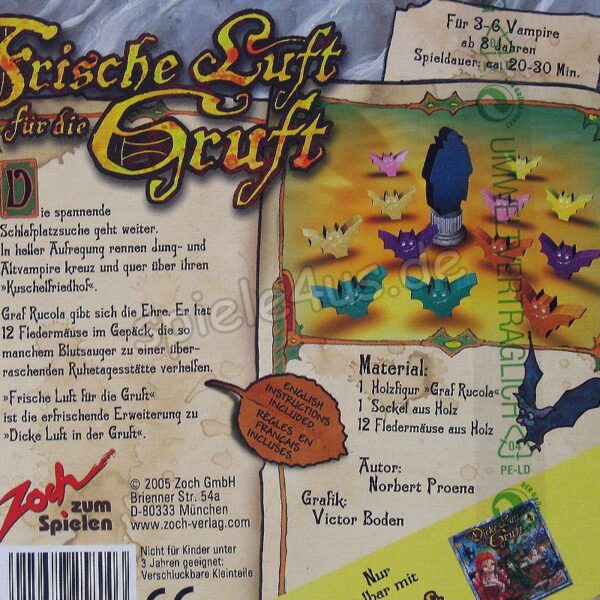 Frische Luft
für die Gruft
Für 3-6 Vampire
ab 8 Jahren
Spieldauer: ca. 20-30 Min.
Die spannende
Schlafplatzsuche geht weiter.
In heller Aufregung rennen Jung- und
Altvampire kreuz und quer über ihren
»Kuschelfriedhof«.
Graf Rucola gibt sich die Ehre. Er hat
12 Fledermäuse im Gepäck, die so
manchem Blutsauger zu einer über-
raschenden Ruhetagesstätte verhelfen.
»Frische Luft für die Gruft«
ist die erfrischende Erweiterung zu
»Dicke Luft in der Gruft«.
ENGLISH
INSTRUCTIONS
INCLUDED.
RÈGLES EN
FRANÇAIS
INCLUSES.
Material:
1 Holzfigur »Graf Rucola«
1 Sockel aus Holz
12 Fledermäuse aus Holz
Autor:
Norbert Proena
Grafik:
Victor Boden
UMWELTVERTRÄGLICH
04
PE-LD
spiele4us.de
Zoch
zum
Spielen
© 2005 Zoch GmbH
Brienner Str. 54a
D-80333 München
www.zoch-verlag.com
Nicht für Kinder unter
3 Jahren geeignet:
Verschluckbare Kleinteile
CE
Nur
Dicke Luft
Gruft